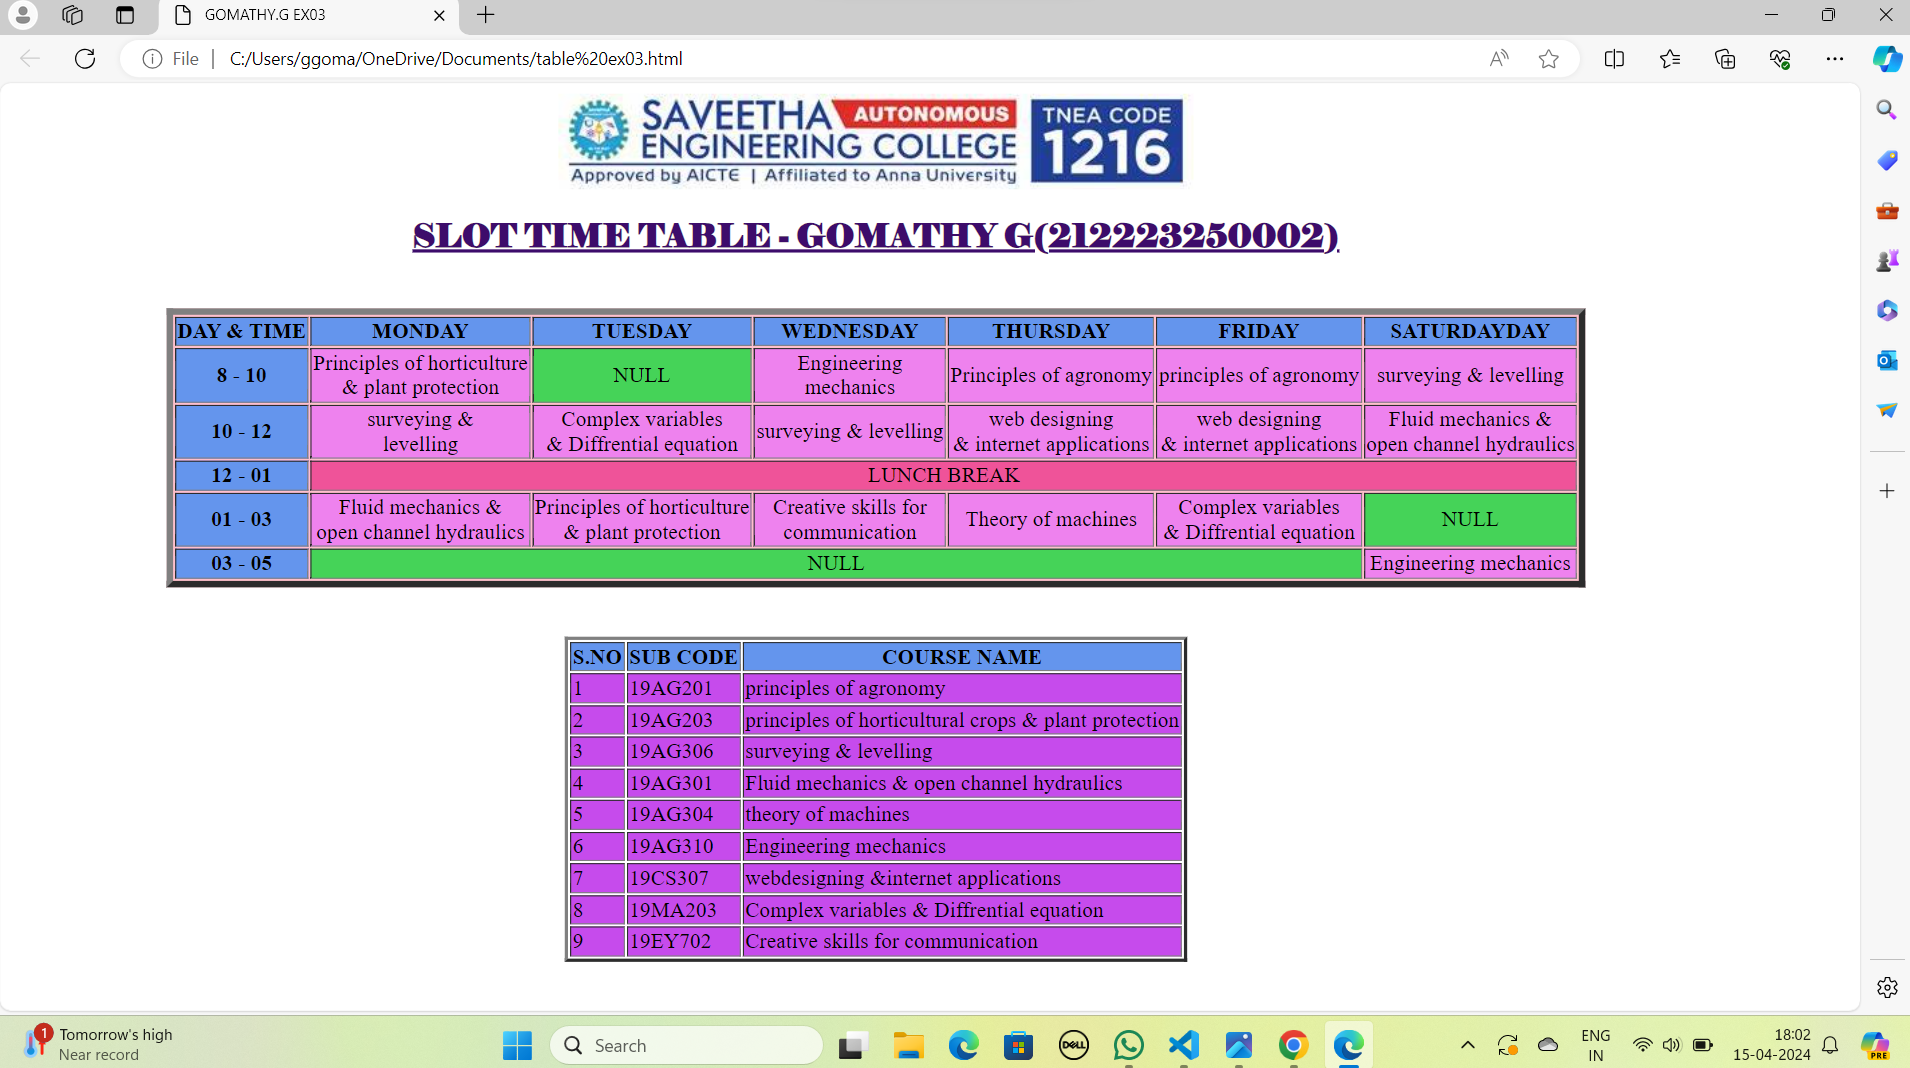 GOMATHY.G EX03
File
C:/Users/ggoma/OneDrive/Documents/table%20ex03.html
SAVEETHA AUTONOMOUS
ENGINEERING COLLEGE
Approved by AICTE | Affiliated to Anna University
TNEA CODE
1216
SLOT TIME TABLE - GOMATHY G(212223250002)
DAY & TIME MONDAY TUESDAY WEDNESDAY THURSDAY FRIDAY SATURDAYDAY
8 - 10 Principles of horticulture & plant protection NULL Engineering mechanics Principles of agronomy principles of agronomy surveying & levelling
10 - 12 surveying & levelling Complex variables & Diffrential equation surveying & levelling web designing & internet applications web designing & internet applications Fluid mechanics & open channel hydraulics
12 - 01 LUNCH BREAK
01 - 03 Fluid mechanics & open channel hydraulics Principles of horticulture & plant protection Creative skills for communication Theory of machines Complex variables & Diffrential equation NULL
03 - 05 NULL Engineering mechanics
S.NO SUB CODE COURSE NAME
1 19AG201 principles of agronomy
2 19AG203 principles of horticultural crops & plant protection
3 19AG306 surveying & levelling
4 19AG301 Fluid mechanics & open channel hydraulics
5 19AG304 theory of machines
6 19AG310 Engineering mechanics
7 19CS307 webdesigning &internet applications
8 19MA203 Complex variables & Diffrential equation
9 19EY702 Creative skills for communication
1
Tomorrow's high
Near record
Search
DELL
ENG
IN
18:02
15-04-2024
PRE